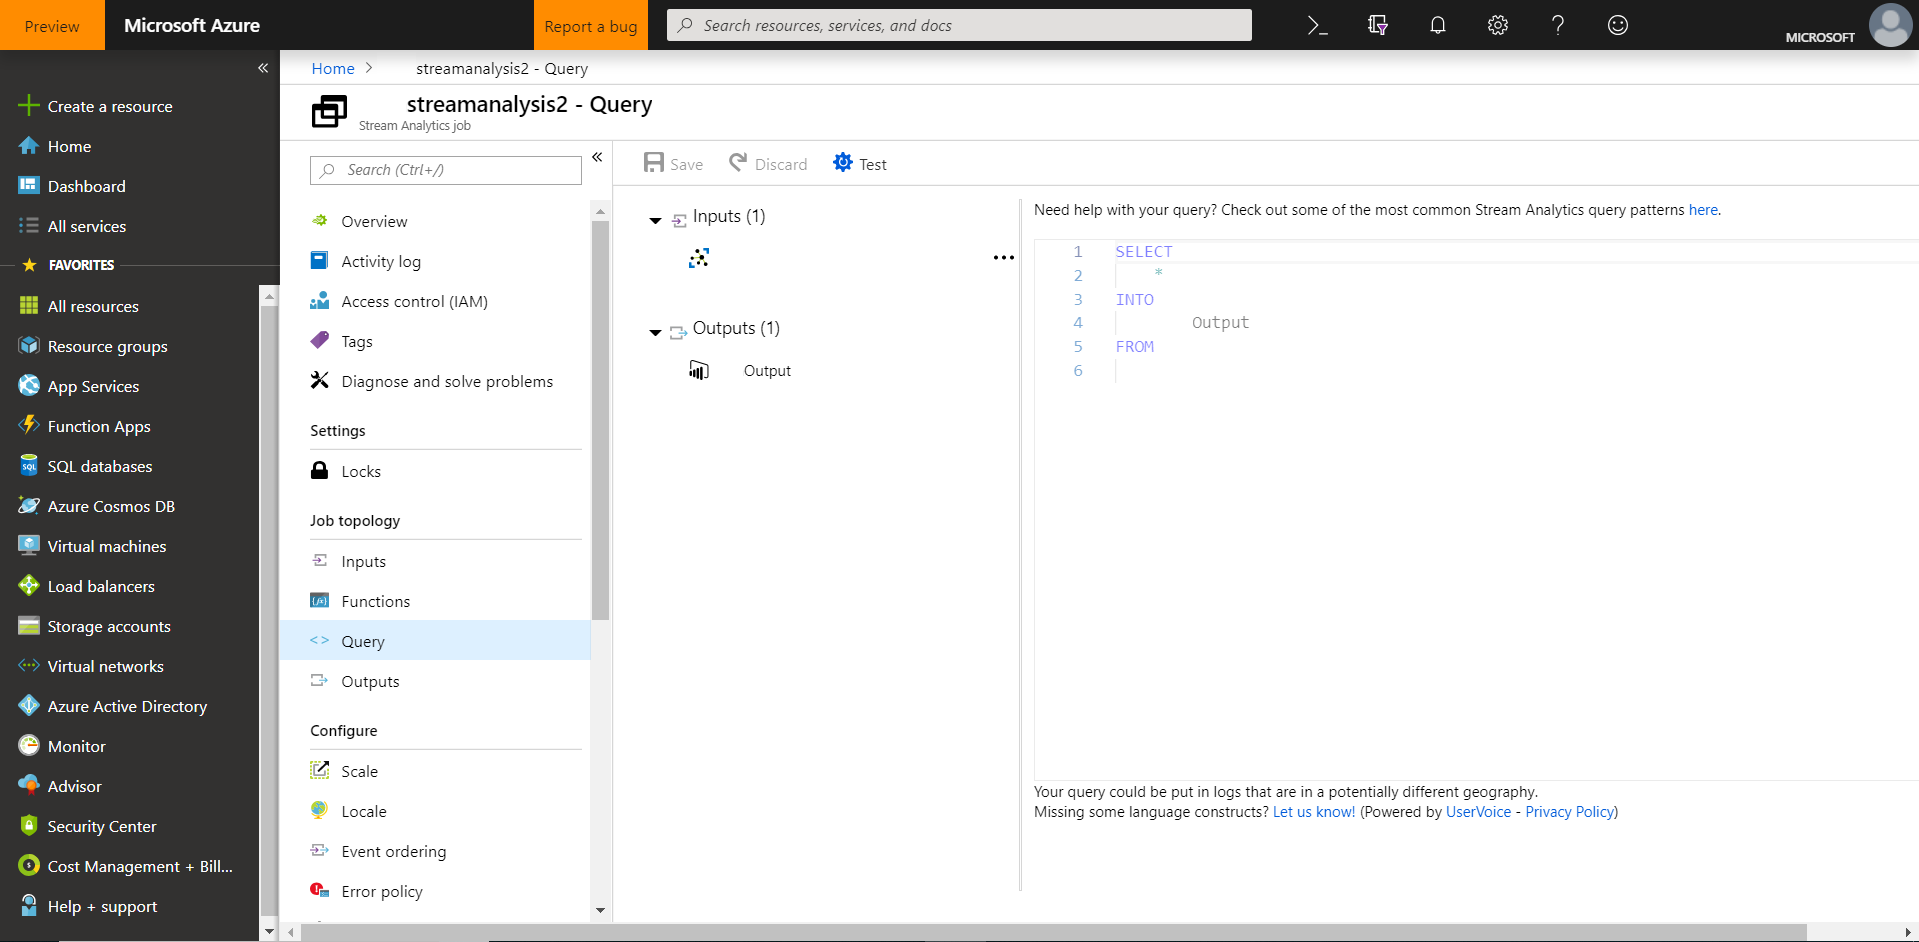 Preview
Microsoft Azure
Report a bug
Search resources, services, and docs
MICROSOFT
Create a resource
Home
Dashboard
All services
FAVORITES
All resources
Resource groups
App Services
Function Apps
SQL databases
Azure Cosmos DB
Virtual machines
Load balancers
Storage accounts
Virtual networks
Azure Active Directory
Monitor
Advisor
Security Center
Cost Management + Bill...
Help + support
Home > streamanalysis2 - Query
streamanalysis2 - Query
Stream Analytics job
Search (Ctrl+/)
Overview
Activity log
Access control (IAM)
Tags
Diagnose and solve problems
Settings
Locks
Job topology
Inputs
Functions
Query
Outputs
Configure
Scale
Locale
Event ordering
Error policy
Save
Discard
Test
Inputs (1)
Outputs (1)
Output
Need help with your query? Check out some of the most common Stream Analytics query patterns here.
1 SELECT
2 *
3 INTO
4 Output
5 FROM
6
Your query could be put in logs that are in a potentially different geography.
Missing some language constructs? Let us know! (Powered by UserVoice - Privacy Policy)